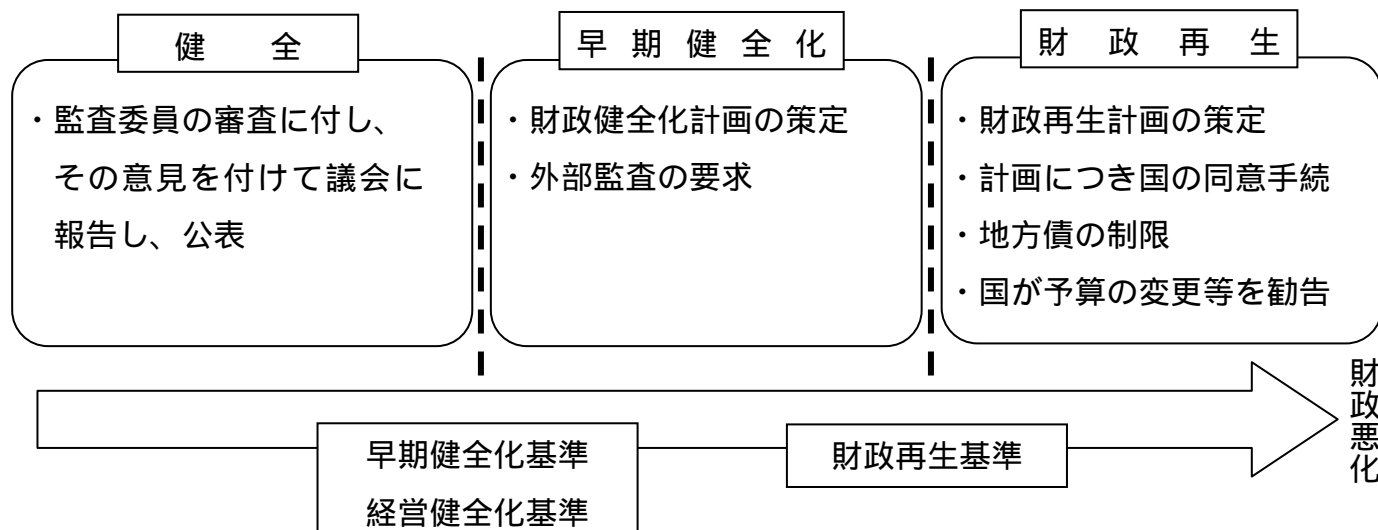 健全
・監査委員の審査に付し、
その意見を付けて議会に
報告し、公表
早期健全化
・財政健全化計画の策定
・外部監査の要求
財政再生
・財政再生計画の策定
・計画につき国の同意手続
・地方債の制限
・国が予算の変更等を勧告
早期健全化基準
経営健全化基準
財政再生基準
財政悪化